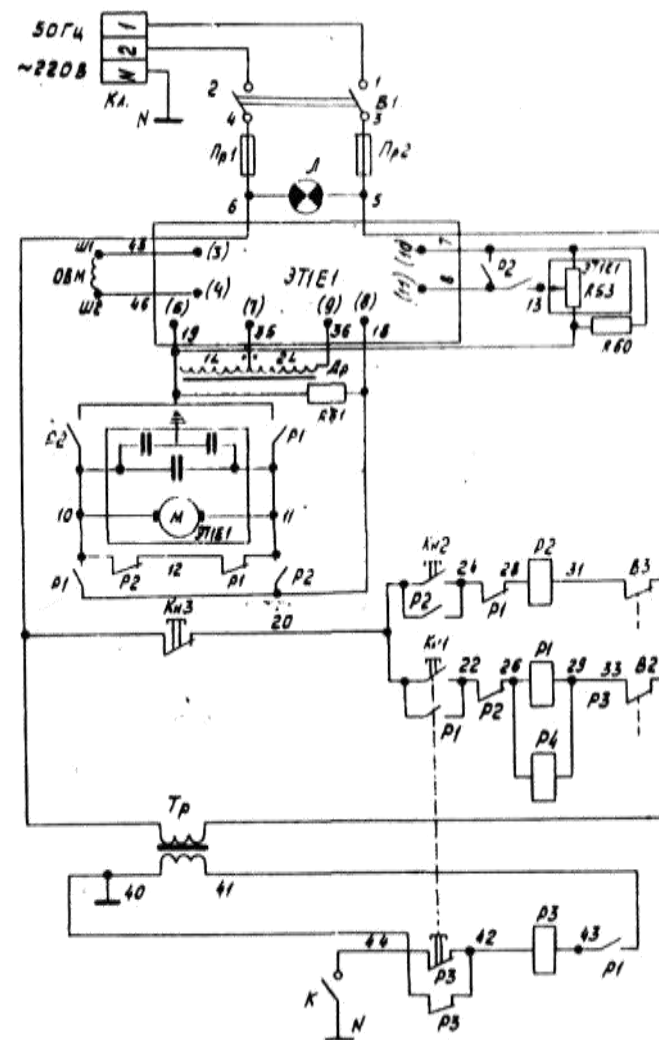 50Гц
~220В
1
2
N
Кл.
N
2
1
В1
4
3
Пр1
Пр2
Л
6
5
Ш1
48
(3)
ОВМ
Ш2
46
(4)
ЭТ1Е1
(10)
7
(11)
8
Р2
13
ЭТ1Е1
R63
R60
(6)
(7)
(9)
(8)
19
35
36
18
1L
2L
Др
Р2
Р1
10
М
11
ЭТ1Е1
Р2
12
Р1
Р1
Р2
Кн3
20
Кн2
24
28
Р2
31
В3
Р2
Р1
Кн1
22
26
Р1
29
33
В2
Р1
Р2
Р3
Р4
Тр
40
41
44
Р3
42
Р3
43
Р1
Р3
К
N